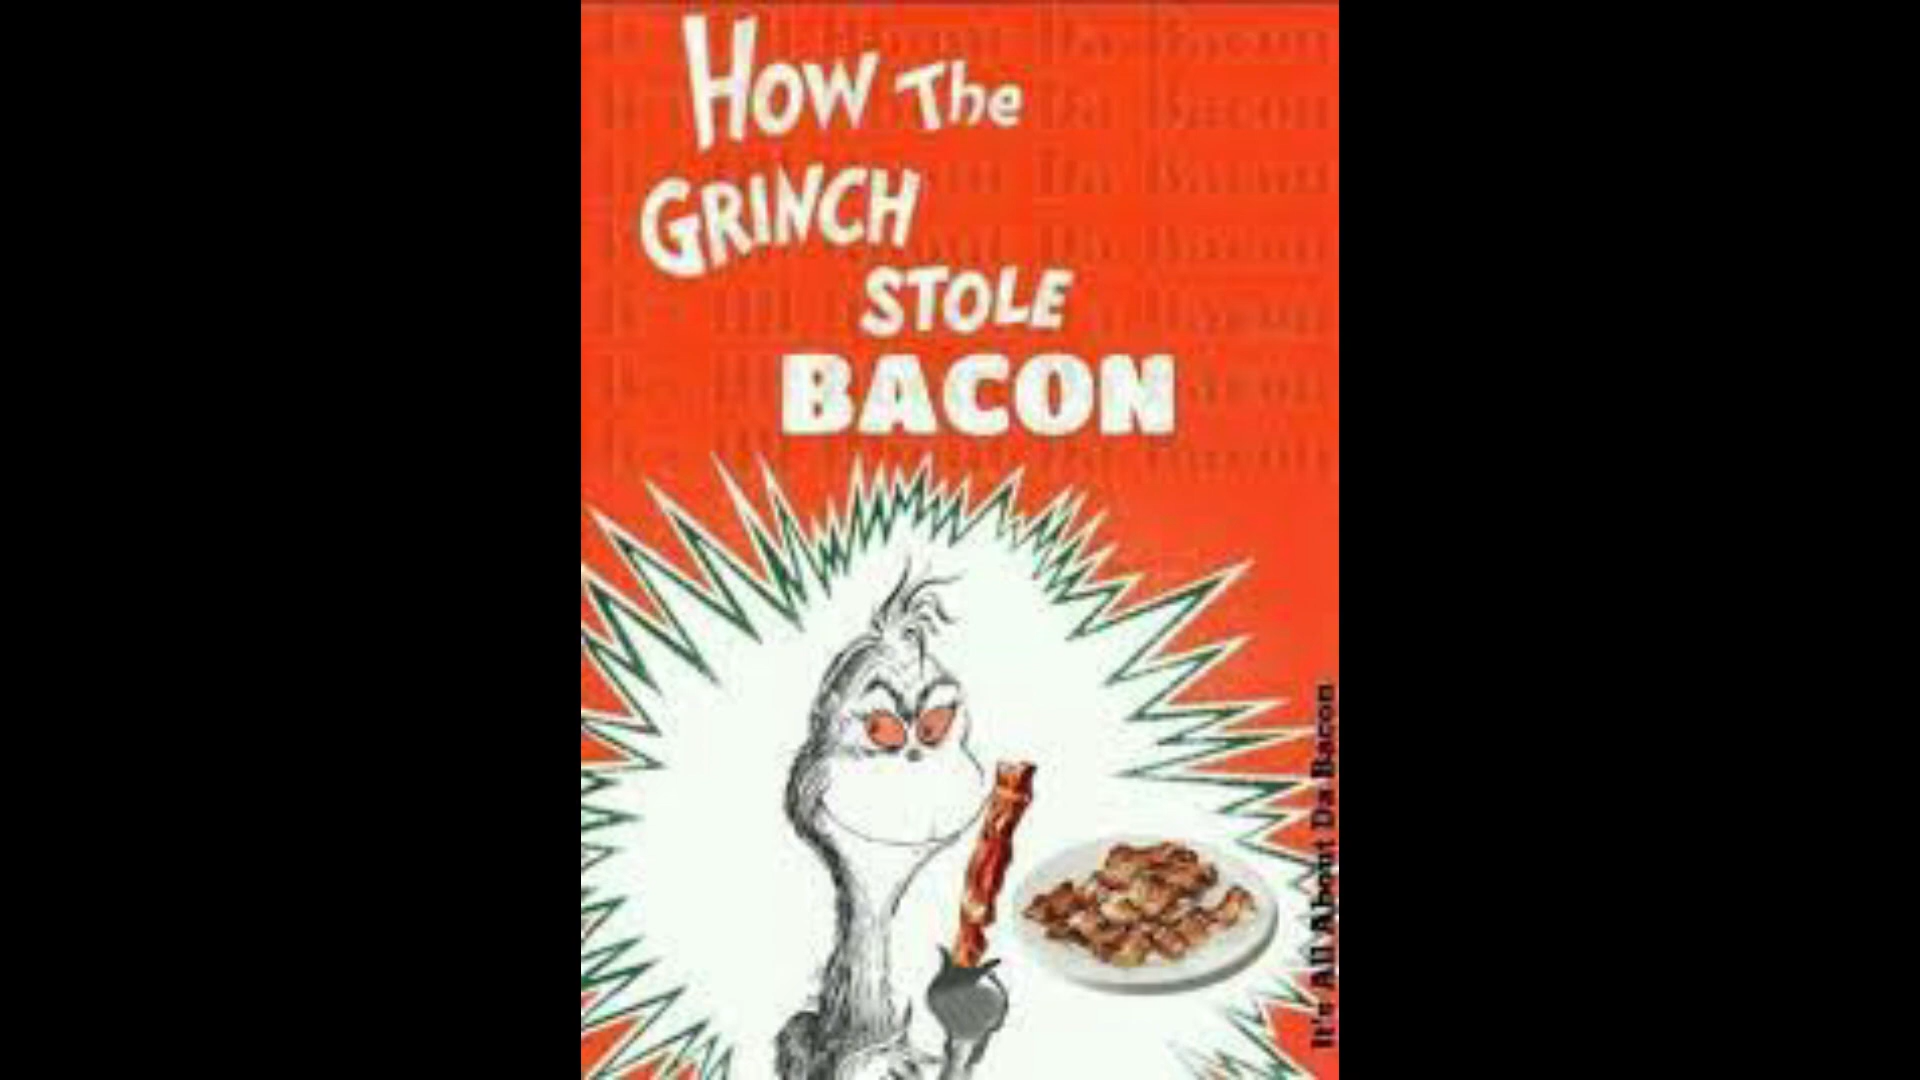 How The
GRINCH
STOLE
BACON
It's All About Da Bacon